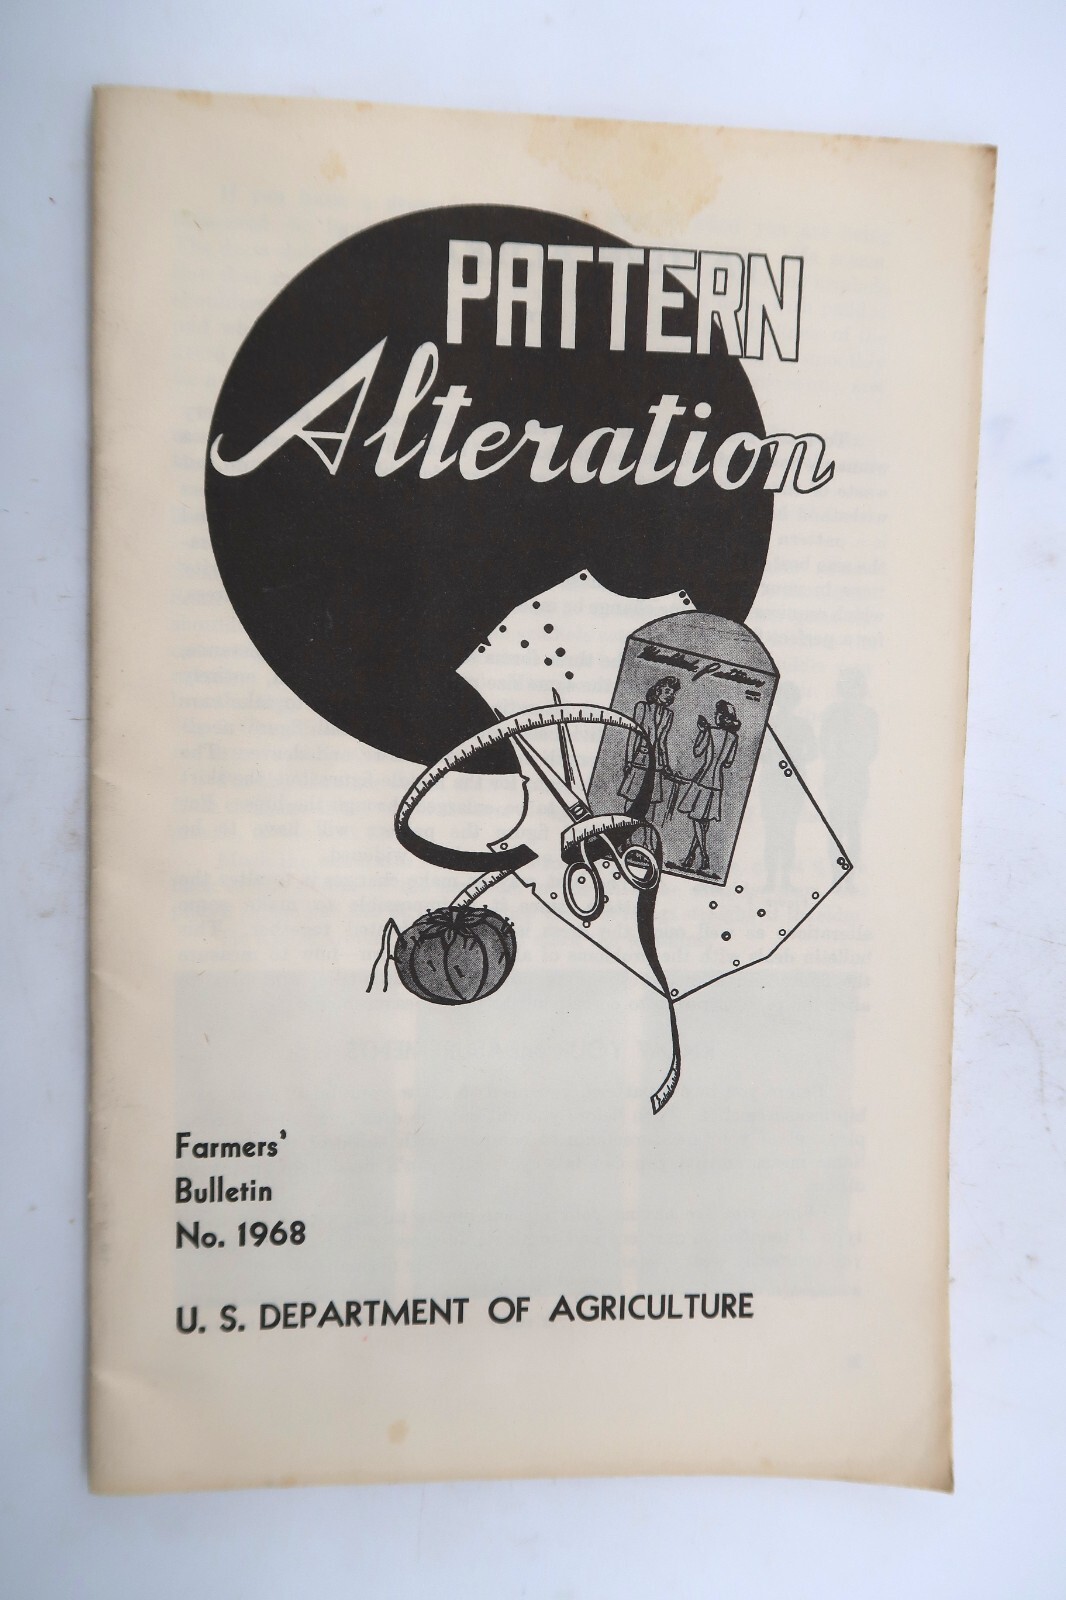 PATTERN
Alteration
Farmers'
Bulletin
No. 1968
U. S. DEPARTMENT OF AGRICULTURE